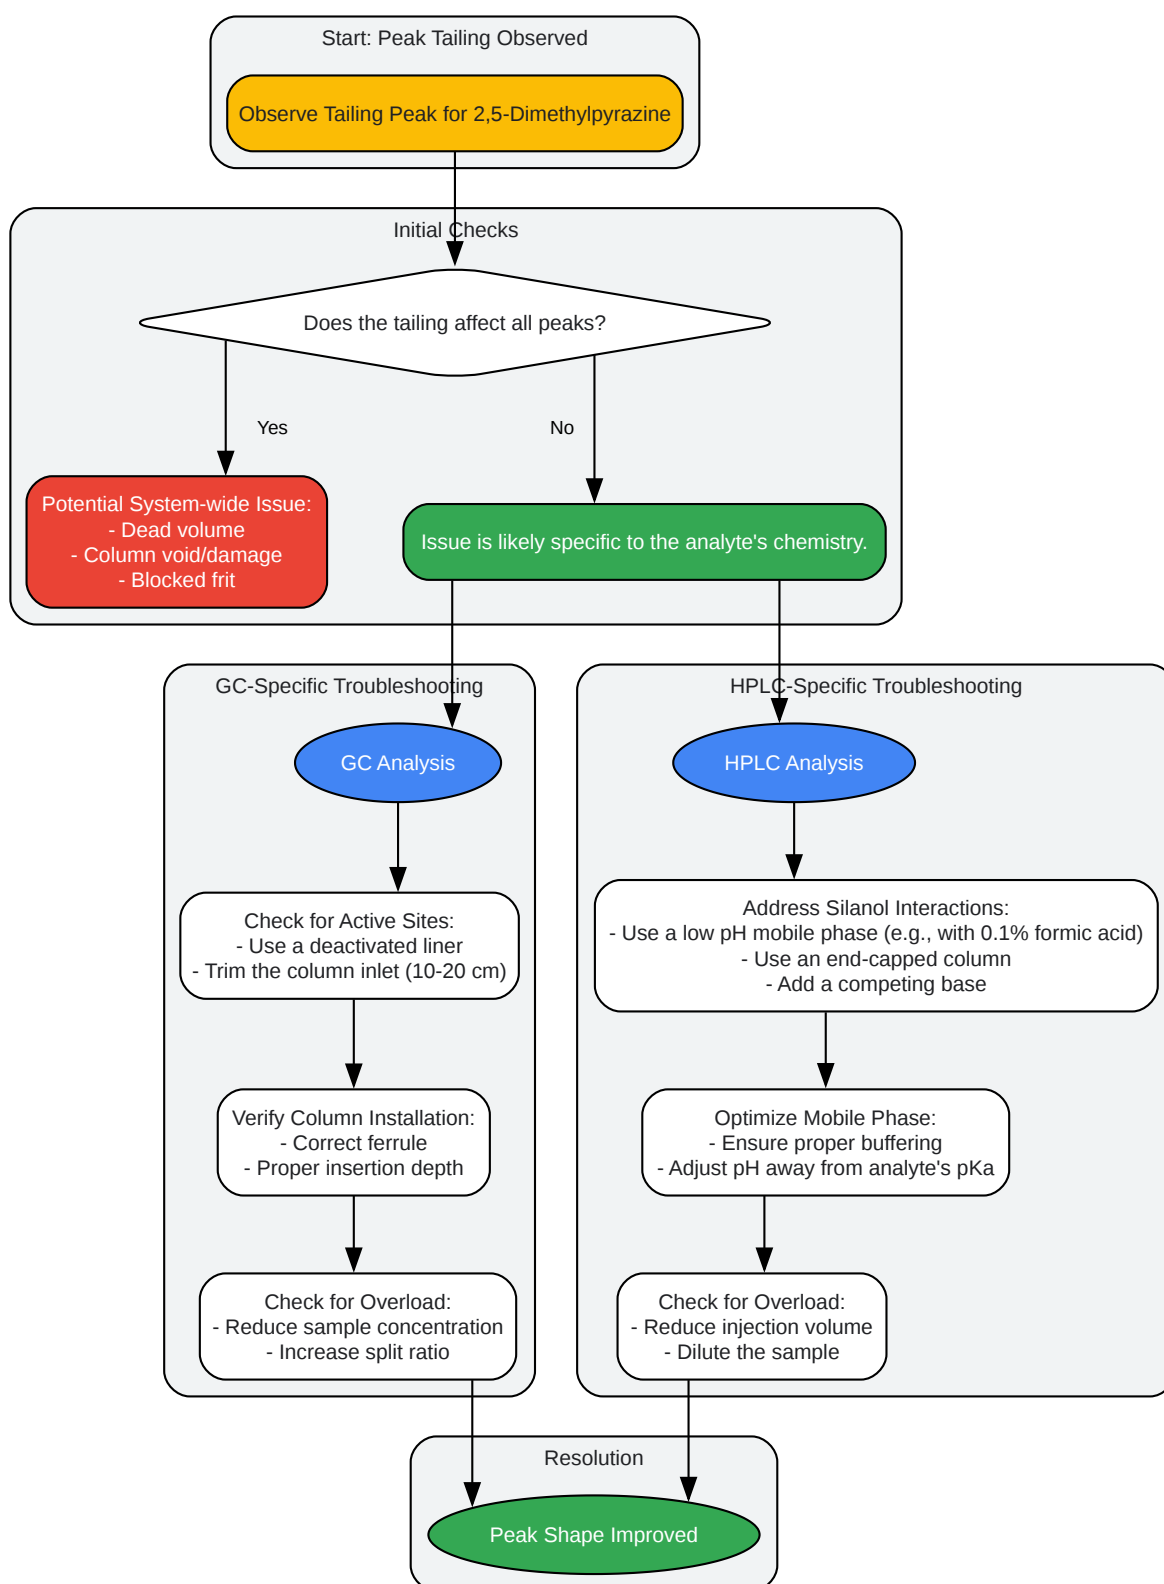 Start: Peak Tailing Observed
Observe Tailing Peak for 2,5-Dimethylpyrazine
Initial Checks
Does the tailing affect all peaks?
Yes
No
Potential System-wide Issue:
- Dead volume
- Column void/damage
- Blocked frit
Issue is likely specific to the analyte's chemistry.
GC-Specific Troubleshooting
GC Analysis
Check for Active Sites:
- Use a deactivated liner
- Trim the column inlet (10-20 cm)
Verify Column Installation:
- Correct ferrule
- Proper insertion depth
Check for Overload:
- Reduce sample concentration
- Increase split ratio
HPLC-Specific Troubleshooting
HPLC Analysis
Address Silanol Interactions:
- Use a low pH mobile phase (e.g., with 0.1% formic acid)
- Use an end-capped column
- Add a competing base
Optimize Mobile Phase:
- Ensure proper buffering
- Adjust pH away from analyte's pKa
Check for Overload:
- Reduce injection volume
- Dilute the sample
Resolution
Peak Shape Improved